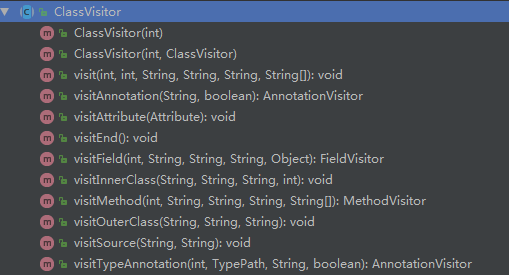 ClassVisitor
ClassVisitor(int)
ClassVisitor(int, ClassVisitor)
visit(int, int, String, String, String, String[]): void
visitAnnotation(String, boolean): AnnotationVisitor
visitAttribute(Attribute): void
visitEnd(): void
visitField(int, String, String, String, Object): FieldVisitor
visitInnerClass(String, String, String, int): void
visitMethod(int, String, String, String, String[]): MethodVisitor
visitOuterClass(String, String, String): void
visitSource(String, String): void
visitTypeAnnotation(int, TypePath, String, boolean): AnnotationVisitor